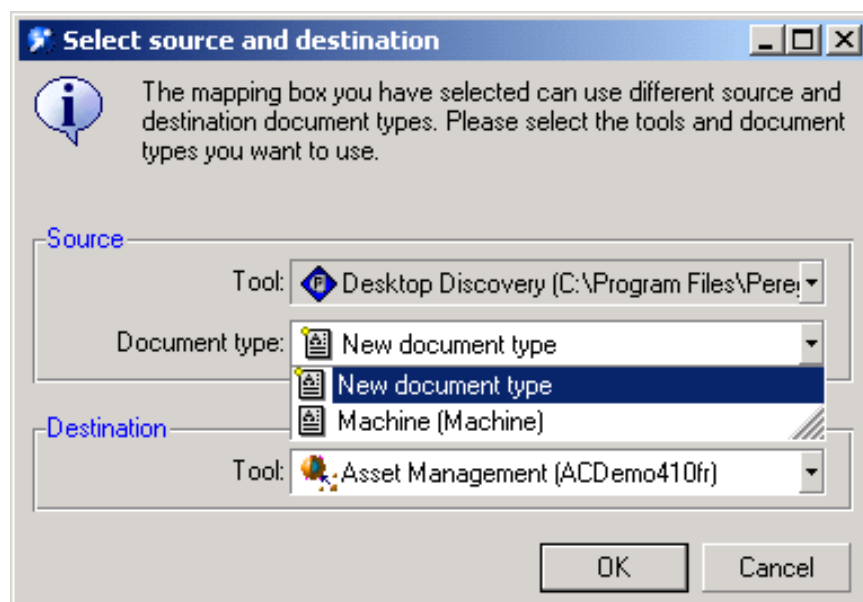 Select source and destination
The mapping box you have selected can use different source and
destination document types. Please select the tools and document
types you want to use.
Source
Tool: Desktop Discovery (C:\Program Files\Pere
Document type: New document type
New document type
Machine (Machine)
Destination
Tool: Asset Management (ACDemo410fr)
OK Cancel